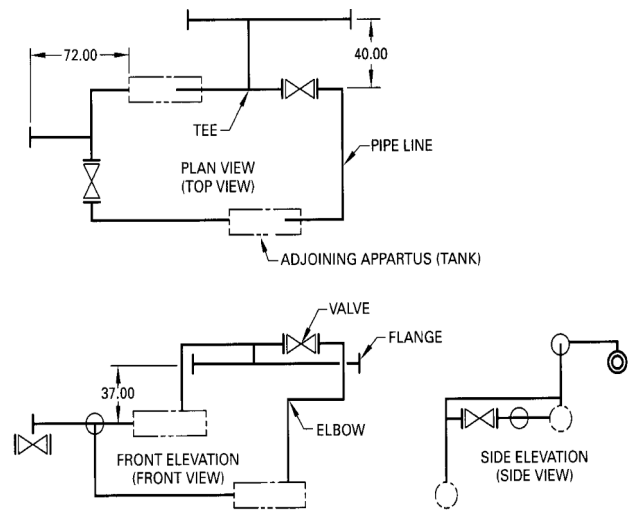 72.00
40.00
TEE
PIPE LINE
PLAN VIEW
(TOP VIEW)
ADJOINING APPARTUS (TANK)
VALVE
FLANGE
37.00
ELBOW
FRONT ELEVATION
(FRONT VIEW)
SIDE ELEVATION
(SIDE VIEW)